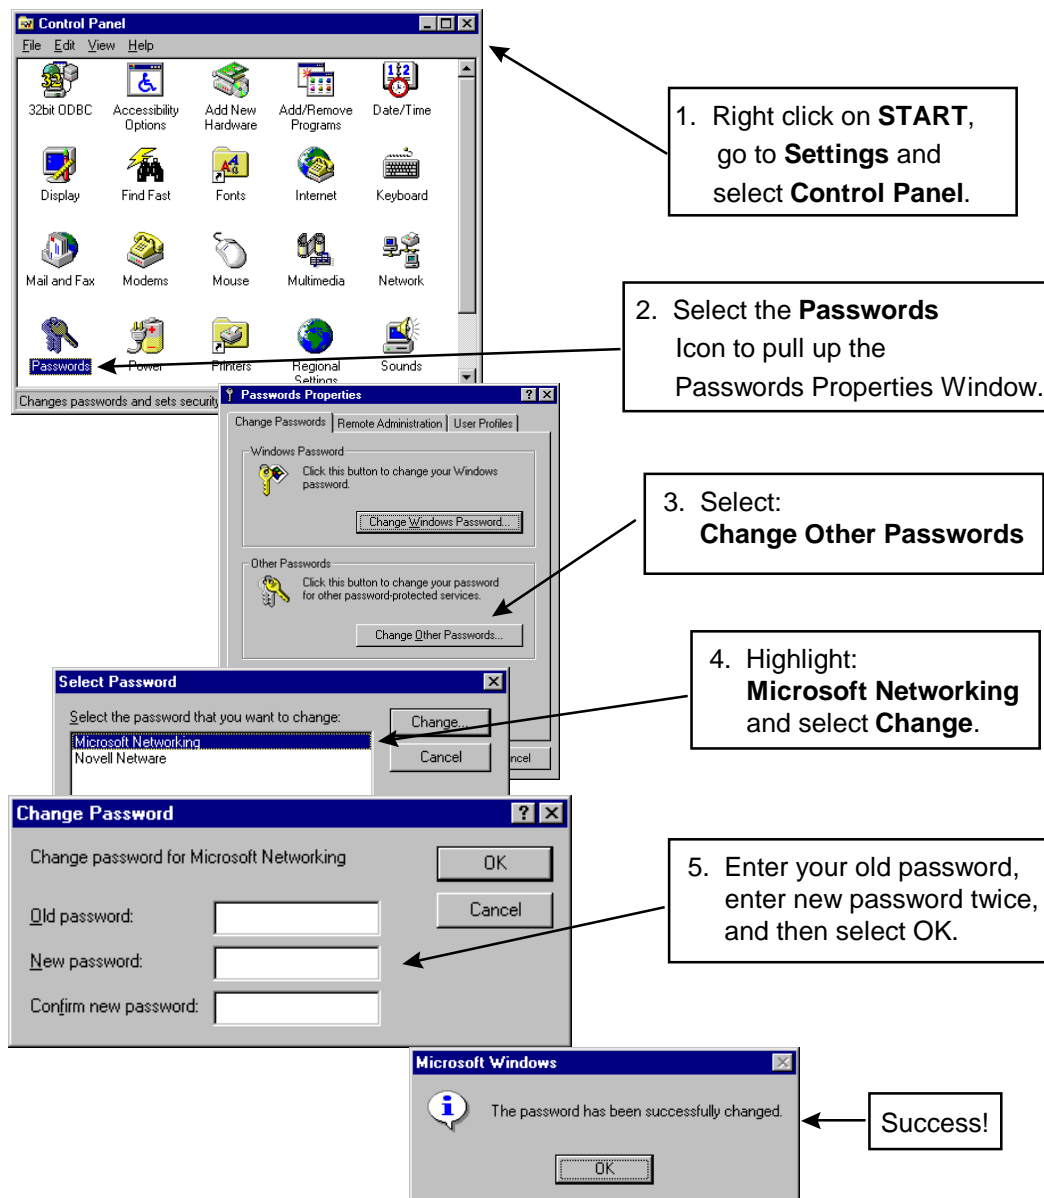 Control Panel
File Edit View Help
32bit ODBC
Accessibility
Options
Add New
Hardware
Add/Remove
Programs
Date/Time
Display
Find Fast
Fonts
Internet
Keyboard
Mail and Fax
Modems
Mouse
Multimedia
Network
Passwords
Power
Printers
Regional
Settings
Sounds
Changes passwords and sets security
1. Right click on START,
go to Settings and
select Control Panel.
2. Select the Passwords
Icon to pull up the
Passwords Properties Window.
Passwords Properties
Change Passwords Remote Administration User Profiles
Windows Password
Click this button to change your Windows
password.
Change Windows Password...
Other Passwords
Click this button to change your password
for other password-protected services.
Change Other Passwords...
ncel
3. Select:
Change Other Passwords
Select Password
Select the password that you want to change:
Microsoft Networking
Novell Netware
Change...
Cancel
4. Highlight:
Microsoft Networking
and select Change.
Change Password
Change password for Microsoft Networking
Old password:
New password:
Confirm new password:
OK
Cancel
5. Enter your old password,
enter new password twice,
and then select OK.
Microsoft Windows
The password has been successfully changed.
OK
Success!